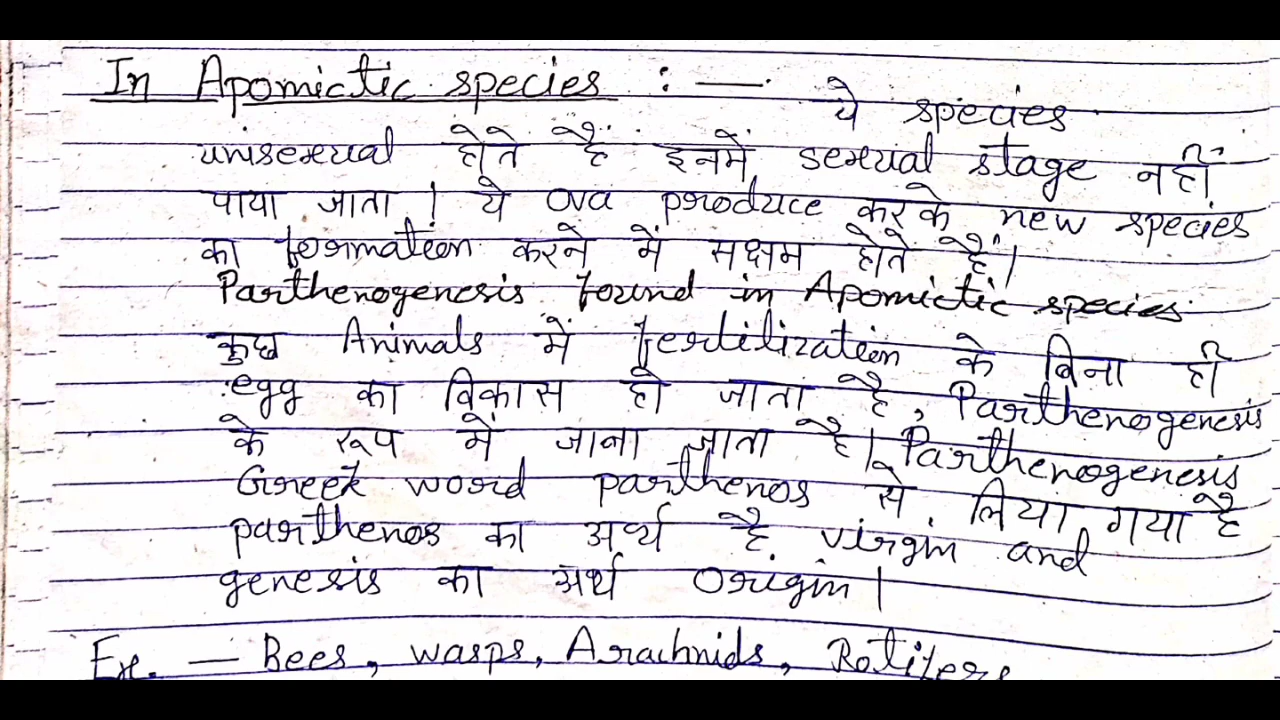 In Apomictic species : — ये species
unisexual होते हैं इनमें sexual stage नहीं
पाया जाता | ये ova produce करके new species
का formation करने में सक्षम होते हैं |
Parthenogenesis found in Apomictic species
कुछ Animals में fertilization के बिना ही
egg का विकास हो जाता है, Parthenogenesis
के रूप में जाना जाता है | Parthenogenesis
Greek word parthenos से लिया गया है
parthenos का अर्थ है virgin and
genesis का अर्थ origin |
Ex. — Bees, wasps, Arachnids, Rotifers